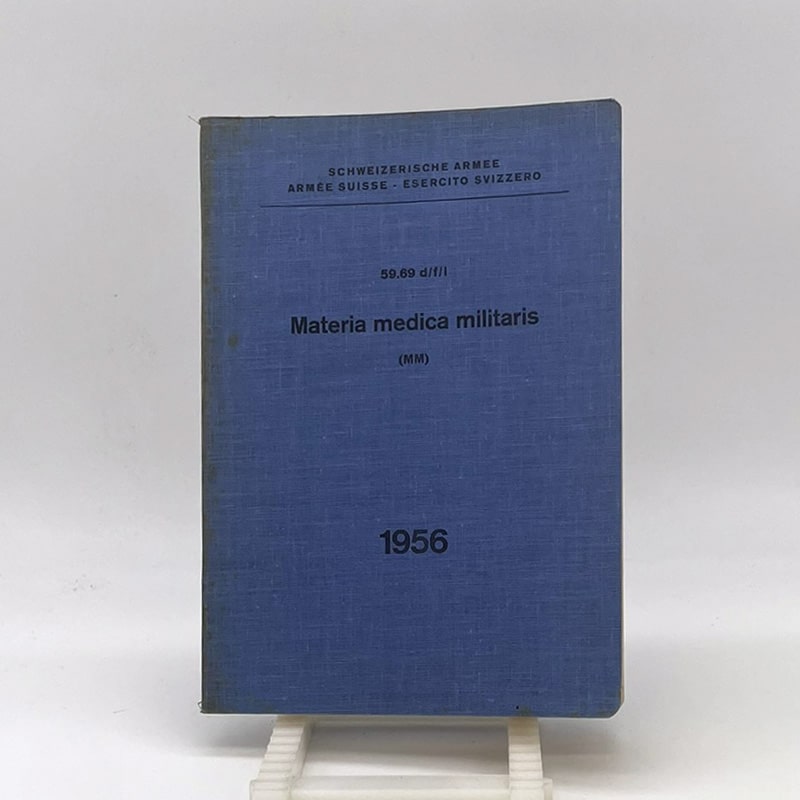 SCHWEIZERISCHE ARMEE
ARMÉE SUISSE - ESERCITO SVIZZERO
59.69 d/f/i
Materia medica militaris
(MM)
1956